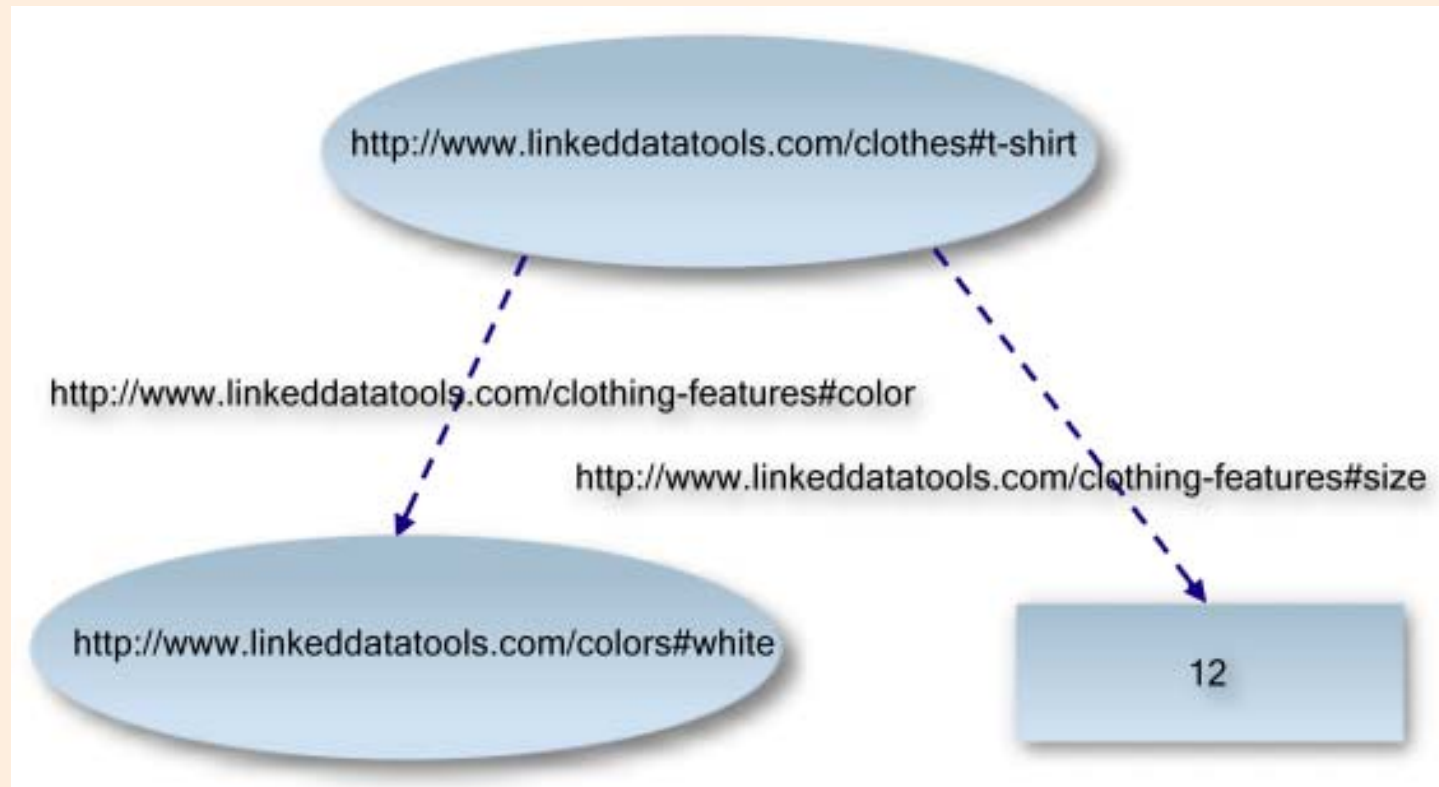 http://www.linkeddatatools.com/clothes#t-shirt
http://www.linkeddatatools.com/clothing-features#color
http://www.linkeddatatools.com/clothing-features#size
http://www.linkeddatatools.com/colors#white
12